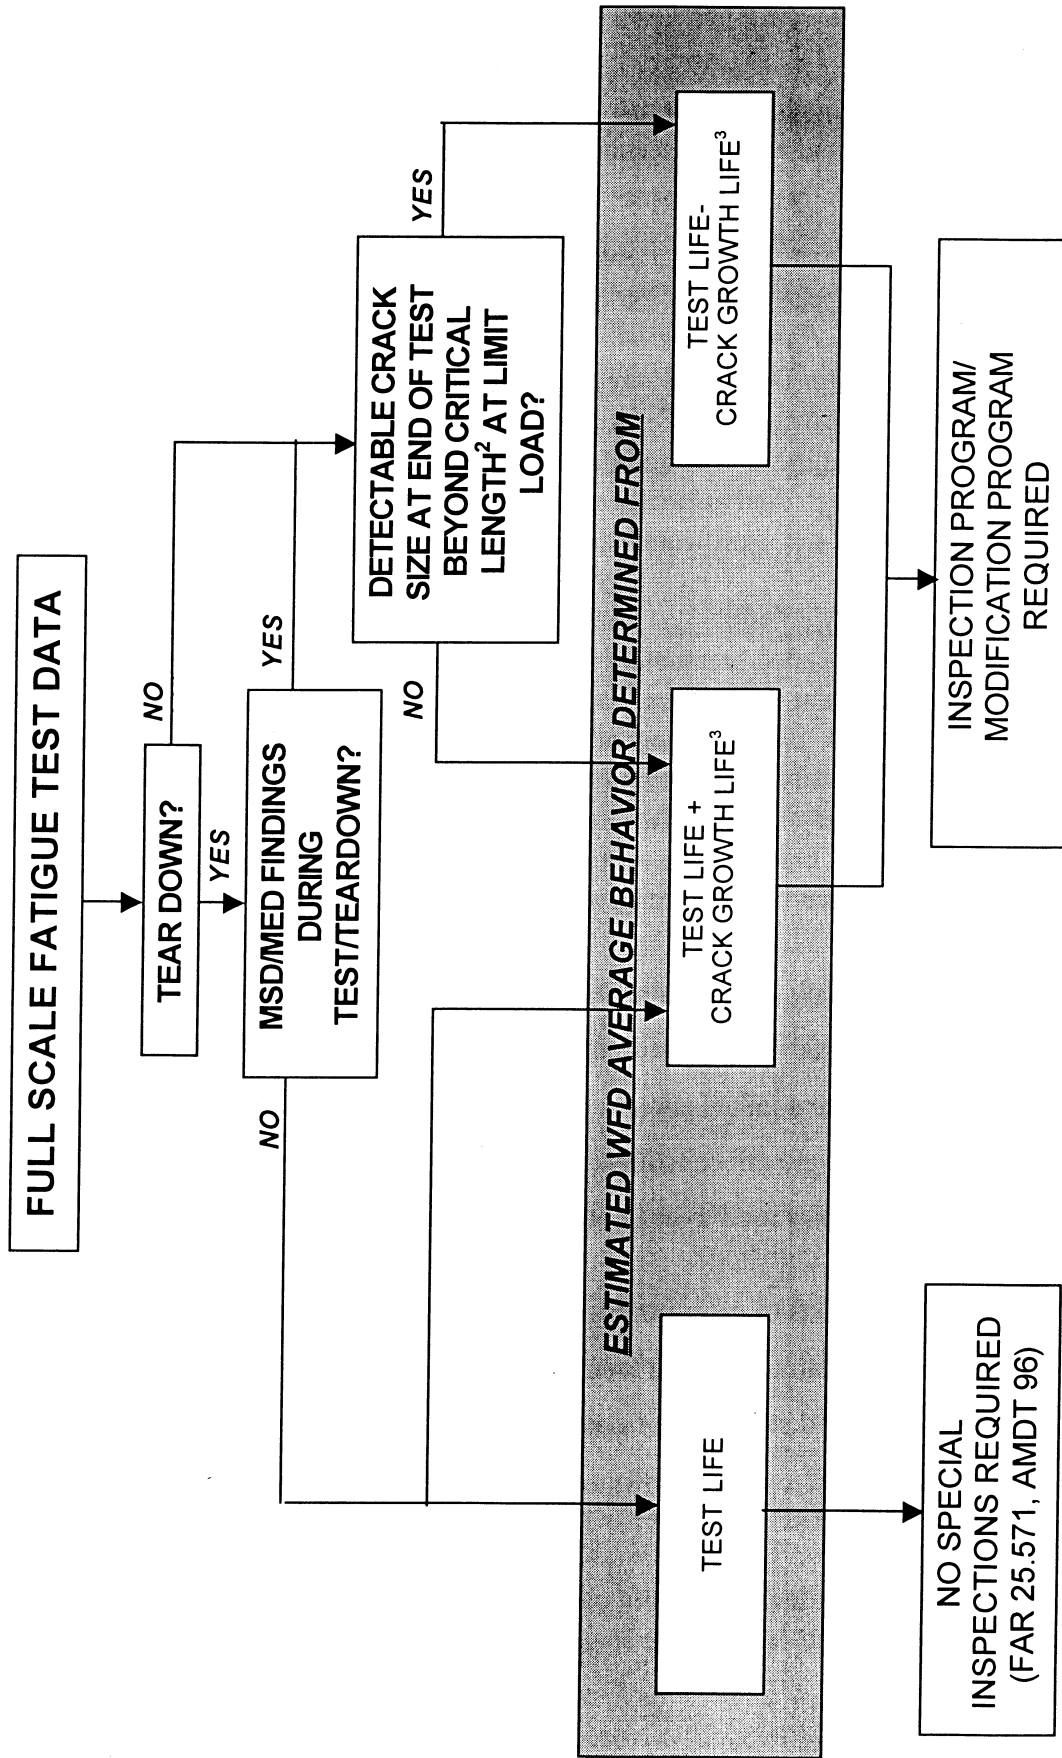 FULL SCALE FATIGUE TEST DATA
TEAR DOWN?
NO
YES
MSD/MED FINDINGS
DURING
TEST/TEARDOWN?
NO
YES
DETECTABLE CRACK
SIZE AT END OF TEST
BEYOND CRITICAL
LENGTH² AT LIMIT
LOAD?
NO
YES
ESTIMATED WFD AVERAGE BEHAVIOR DETERMINED FROM
TEST LIFE
TEST LIFE +
CRACK GROWTH LIFE³
TEST LIFE-
CRACK GROWTH LIFE³
NO SPECIAL
INSPECTIONS REQUIRED
(FAR 25.571, AMDT 96)
INSPECTION PROGRAM/
MODIFICATION PROGRAM
REQUIRED